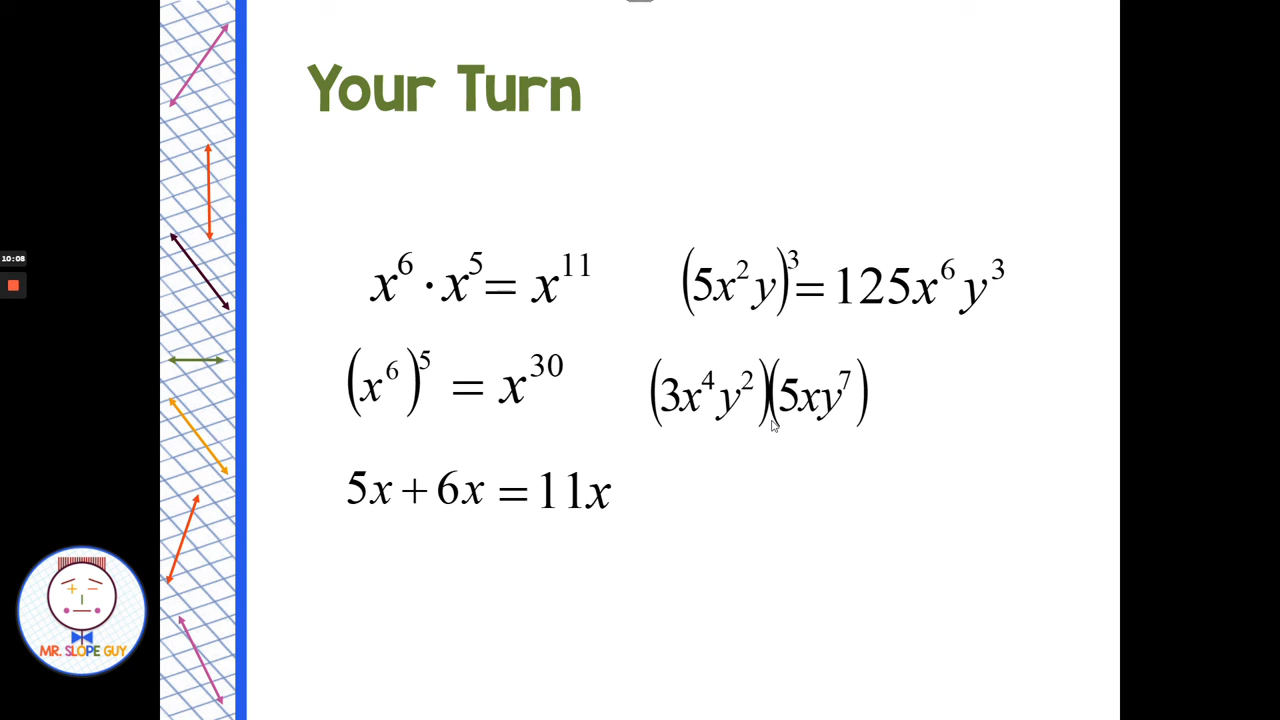 Your Turn
10:08
x⁶ · x⁵ = x¹¹
(5x²y)³ = 125x⁶y³
(x⁶)⁵ = x³⁰
(3x⁴y²)(5xy⁷)
5x + 6x = 11x
MR. SLOPE GUY